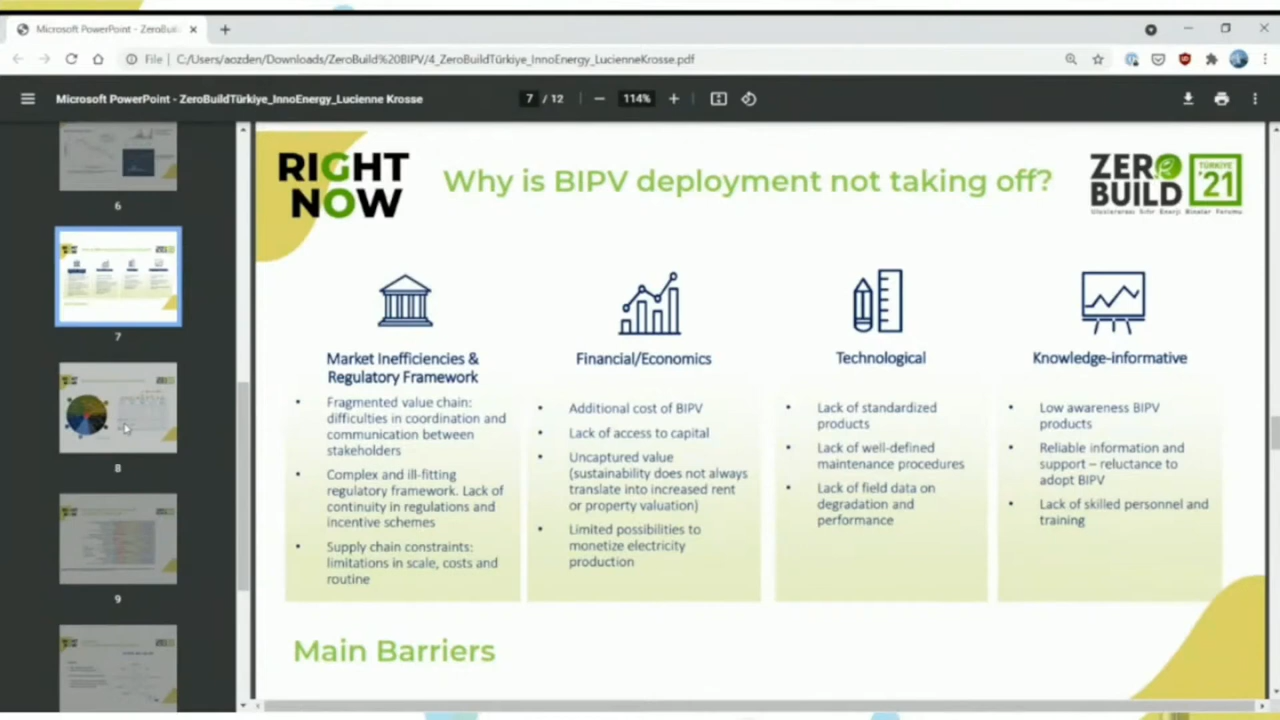 Microsoft PowerPoint - ZeroBuil
File
C:/Users/aozden/Downloads/ZeroBuild%20BIPV/4_ZeroBuildTürkiye_InnoEnergy_LucienneKrosse.pdf
Microsoft PowerPoint - ZeroBuildTürkiye_InnoEnergy_Lucienne Krosse
7 / 12
114%
6
7
8
9
RIGHT
NOW
Why is BIPV deployment not taking off?
ZERO
BUILD
TÜRKİYE
'21
Uluslararası Sıfır Enerji Binalar Forumu
Market Inefficiencies &
Regulatory Framework
• Fragmented value chain:
difficulties in coordination and
communication between
stakeholders
• Complex and ill-fitting
regulatory framework. Lack of
continuity in regulations and
incentive schemes
• Supply chain constraints:
limitations in scale, costs and
routine
Financial/Economics
• Additional cost of BIPV
• Lack of access to capital
• Uncaptured value
(sustainability does not always
translate into increased rent
or property valuation)
• Limited possibilities to
monetize electricity
production
Technological
• Lack of standardized
products
• Lack of well-defined
maintenance procedures
• Lack of field data on
degradation and
performance
Knowledge-informative
• Low awareness BIPV
products
• Reliable information and
support – reluctance to
adopt BIPV
• Lack of skilled personnel and
training
Main Barriers